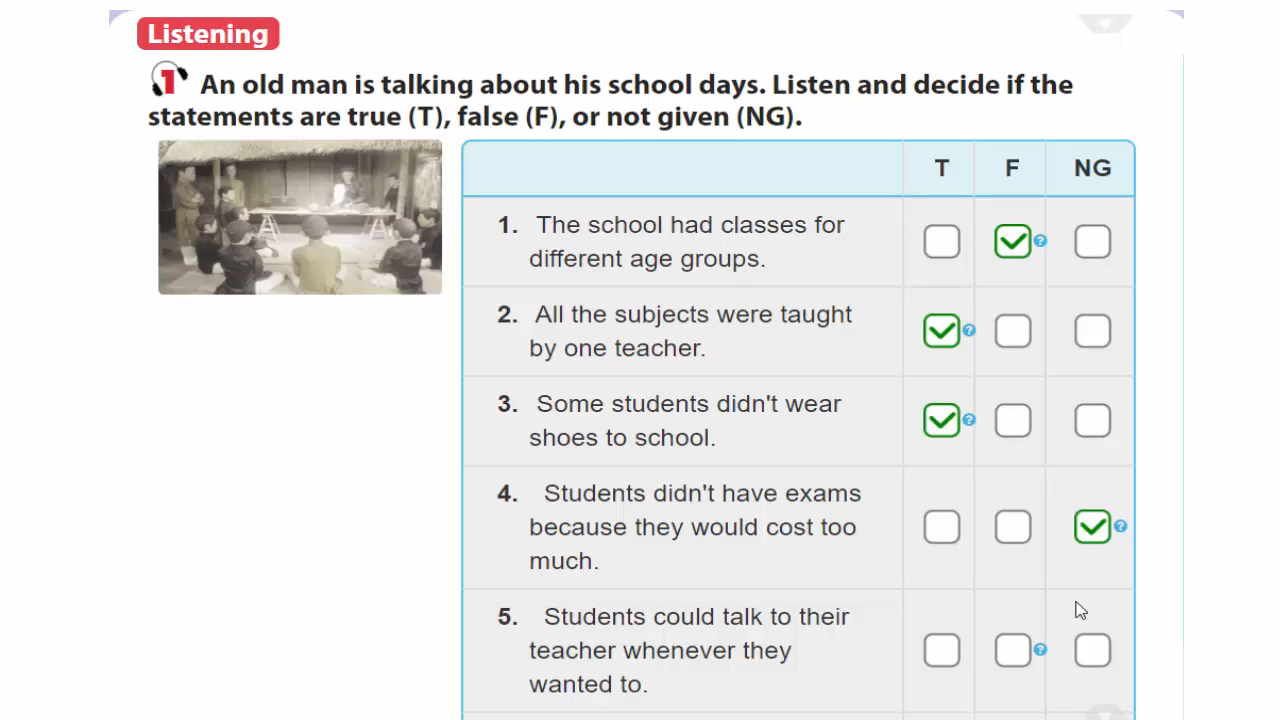 Listening
1 An old man is talking about his school days. Listen and decide if the
statements are true (T), false (F), or not given (NG).
T F NG
1. The school had classes for
different age groups.
2. All the subjects were taught
by one teacher.
3. Some students didn't wear
shoes to school.
4. Students didn't have exams
because they would cost too
much.
5. Students could talk to their
teacher whenever they
wanted to.